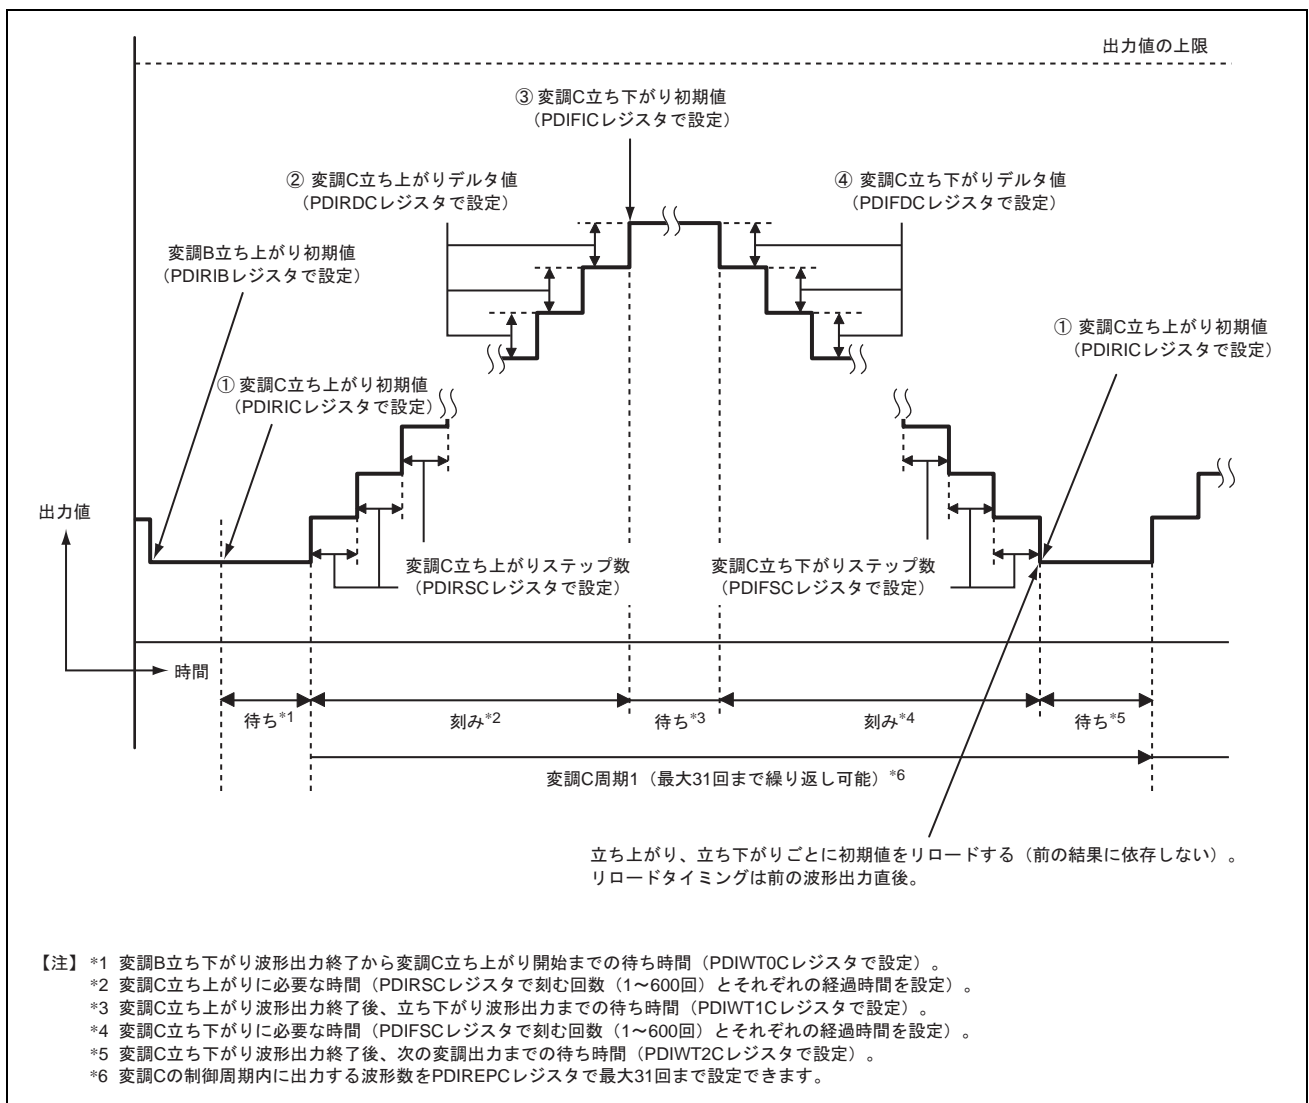 出力値の上限
③ 変調C立ち下がり初期値
(PDIFICレジスタで設定)
② 変調C立ち上がりデルタ値
(PDIRDCレジスタで設定)
④ 変調C立ち下がりデルタ値
(PDIFDCレジスタで設定)
変調B立ち上がり初期値
(PDIRIBレジスタで設定)
① 変調C立ち上がり初期値
(PDIRICレジスタで設定)
① 変調C立ち上がり初期値
(PDIRICレジスタで設定)
出力値
変調C立ち上がりステップ数
(PDIRSCレジスタで設定)
変調C立ち下がりステップ数
(PDIFSCレジスタで設定)
時間
待ち*1
刻み*2
待ち*3
刻み*4
待ち*5
変調C周期1(最大31回まで繰り返し可能)*6
立ち上がり、立ち下がりごとに初期値をリロードする(前の結果に依存しない)。
リロードタイミングは前の波形出力直後。
【注】 *1 変調B立ち下がり波形出力終了から変調C立ち上がり開始までの待ち時間(PDIWT0Cレジスタで設定)。
*2 変調C立ち上がりに必要な時間(PDIRSCレジスタで刻む回数(1~600回)とそれぞれの経過時間を設定)。
*3 変調C立ち上がり波形出力終了後、立ち下がり波形出力までの待ち時間(PDIWT1Cレジスタで設定)。
*4 変調C立ち下がりに必要な時間(PDIFSCレジスタで刻む回数(1~600回)とそれぞれの経過時間を設定)。
*5 変調C立ち下がり波形出力終了後、次の変調出力までの待ち時間(PDIWT2Cレジスタで設定)。
*6 変調Cの制御周期内に出力する波形数をPDIREPCレジスタで最大31回まで設定できます。